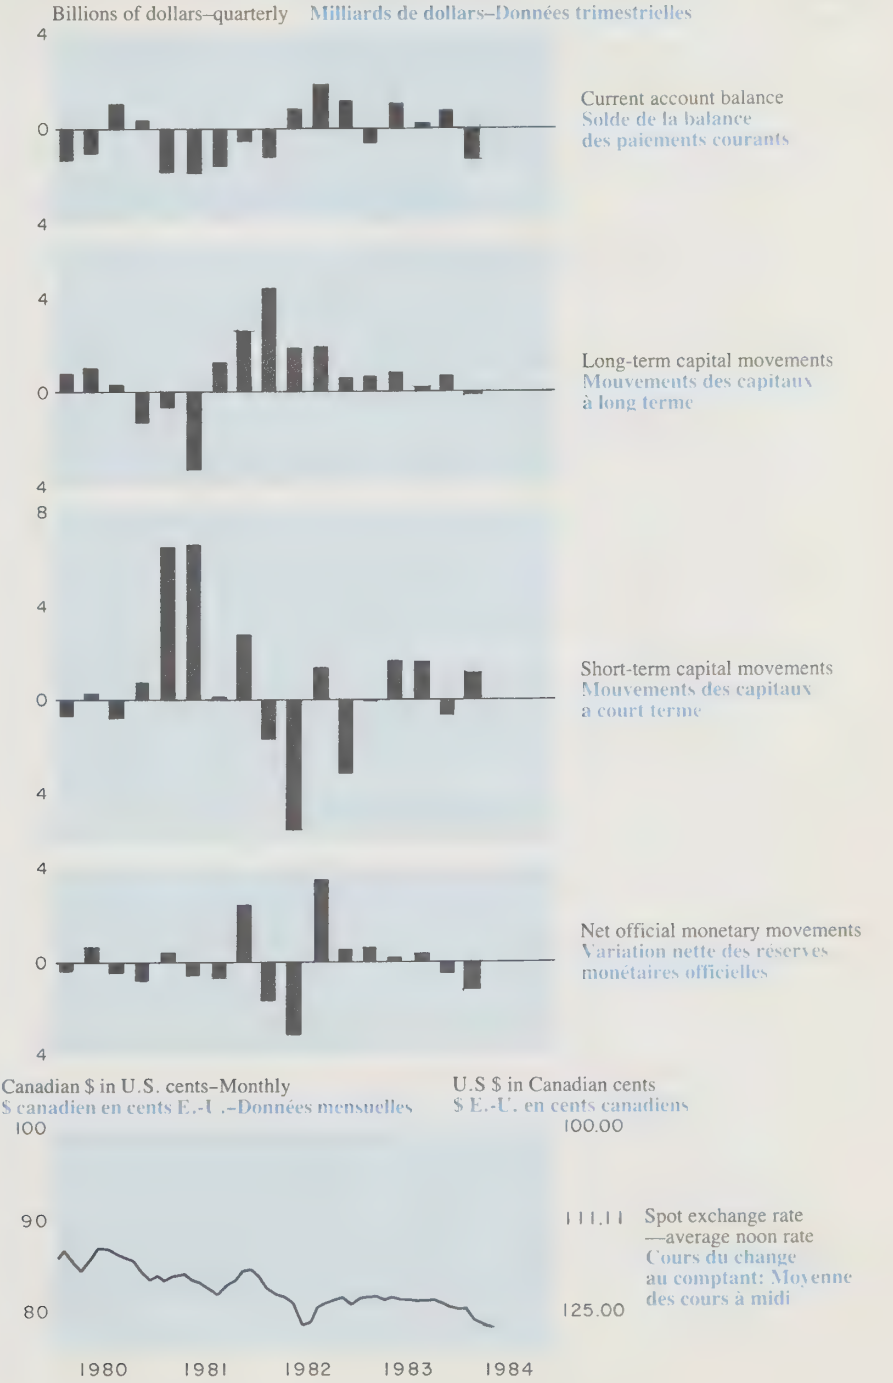 Billions of dollars–quarterly Milliards de dollars–Données trimestrielles
4
0
4
Current account balance
Solde de la balance
des paiements courants
4
0
4
Long-term capital movements
Mouvements des capitaux
à long terme
8
4
0
4
Short-term capital movements
Mouvements des capitaux
a court terme
4
0
4
Net official monetary movements
Variation nette des réserves
monétaires officielles
Canadian $ in U.S. cents–Monthly
$ canadien en cents E.-U.–Données mensuelles
U.S $ in Canadian cents
$ E.-U. en cents canadiens
100
90
80
100.00
111.11
125.00
Spot exchange rate
—average noon rate
Cours du change
au comptant: Moyenne
des cours à midi
1980 1981 1982 1983 1984